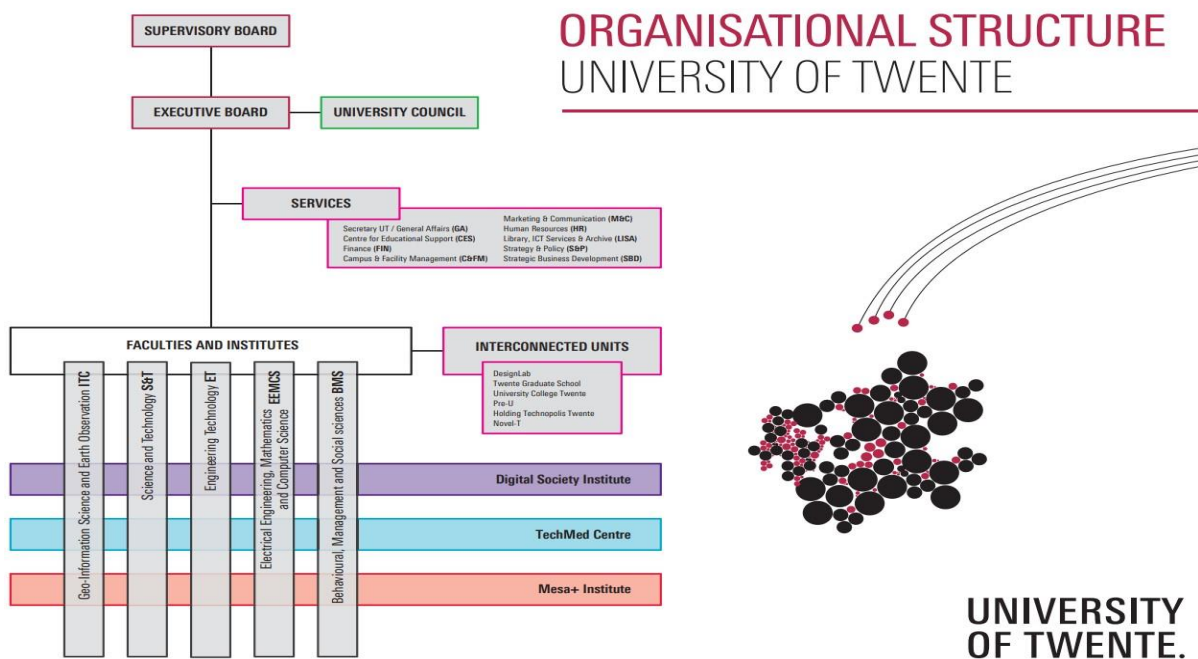 ORGANISATIONAL STRUCTURE
UNIVERSITY OF TWENTE
SUPERVISORY BOARD
EXECUTIVE BOARD
UNIVERSITY COUNCIL
SERVICES
Secretary UT / General Affairs (GA)
Centre for Educational Support (CES)
Finance (FIN)
Campus & Facility Management (C&FM)
Marketing & Communication (M&C)
Human Resources (HR)
Library, ICT Services & Archive (LISA)
Strategy & Policy (S&P)
Strategic Business Development (SBD)
FACULTIES AND INSTITUTES
INTERCONNECTED UNITS
DesignLab
Twente Graduate School
University College Twente
Pre-U
Holding Technopolis Twente
Novel-T
Geo-Information Science and Earth Observation ITC
Science and Technology S&T
Engineering Technology ET
Electrical Engineering, Mathematics EEMCS
and Computer Science
Behavioural, Management and Social sciences BMS
Digital Society Institute
TechMed Centre
Mesa+ Institute
UNIVERSITY
OF TWENTE.